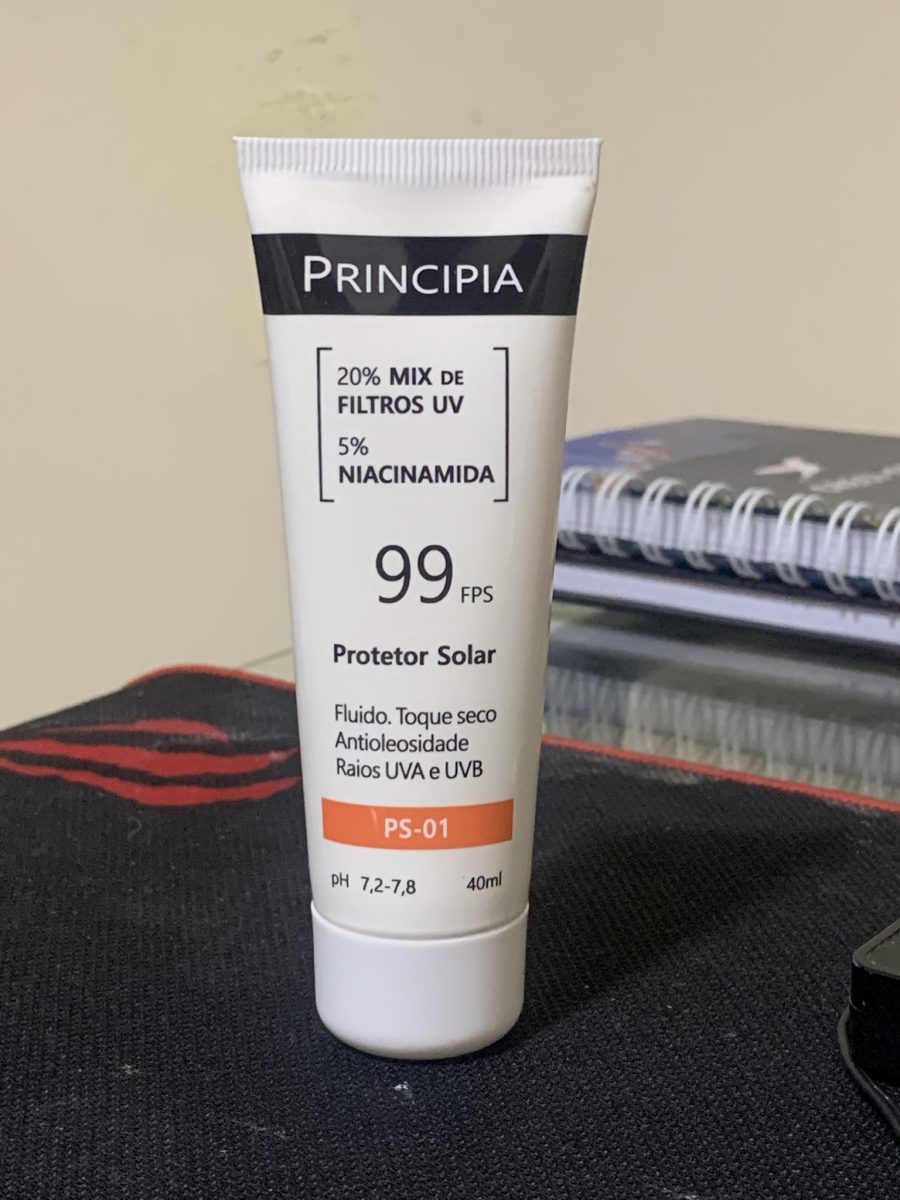 PRINCIPIA
20% MIX DE
FILTROS UV
5%
NIACINAMIDA
99 FPS
Protetor Solar
Fluido. Toque seco
Antioleosidade
Raios UVA e UVB
PS-01
pH 7,2-7,8 40ml